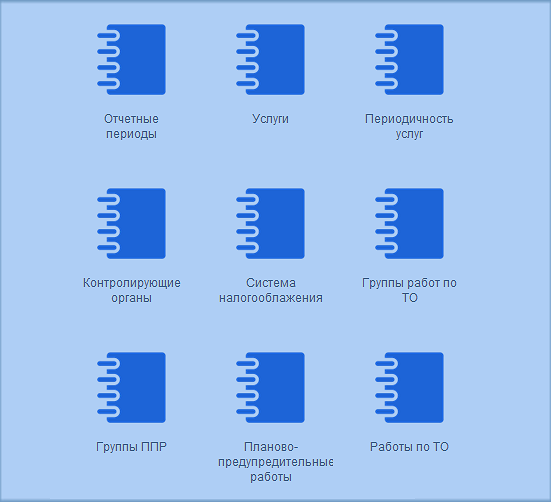 Отчетные
периоды
Услуги
Периодичность
услуг
Контролирующие
органы
Система
налогооблажения
Группы работ по
ТО
Группы ППР
Планово-
предупредительные
работы
Работы по ТО